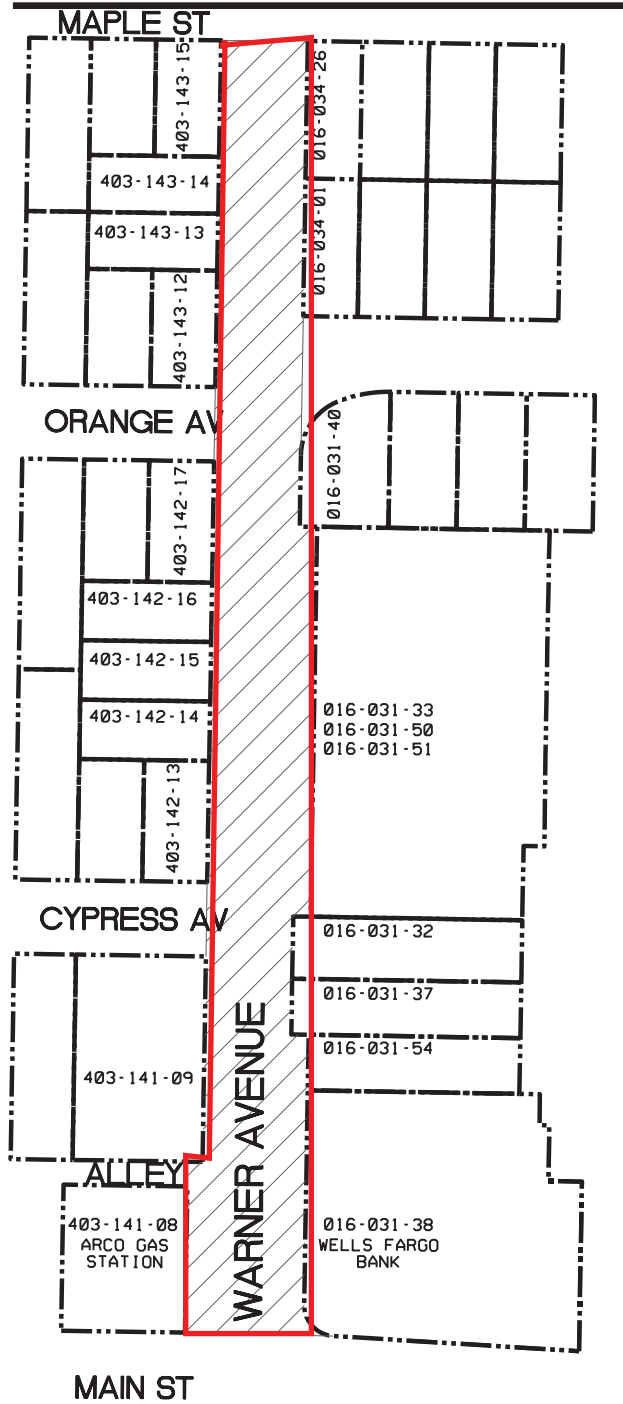 MAPLE ST
403-143-15
016-034-26
403-143-14
016-034-01
403-143-13
403-143-12
ORANGE AV
016-031-40
403-142-17
403-142-16
403-142-15
403-142-14
016-031-33
016-031-50
016-031-51
403-142-13
CYPRESS AV
016-031-32
016-031-37
016-031-54
403-141-09
WARNER AVENUE
ALLEY
403-141-08
ARCO GAS
STATION
016-031-38
WELLS FARGO
BANK
MAIN ST